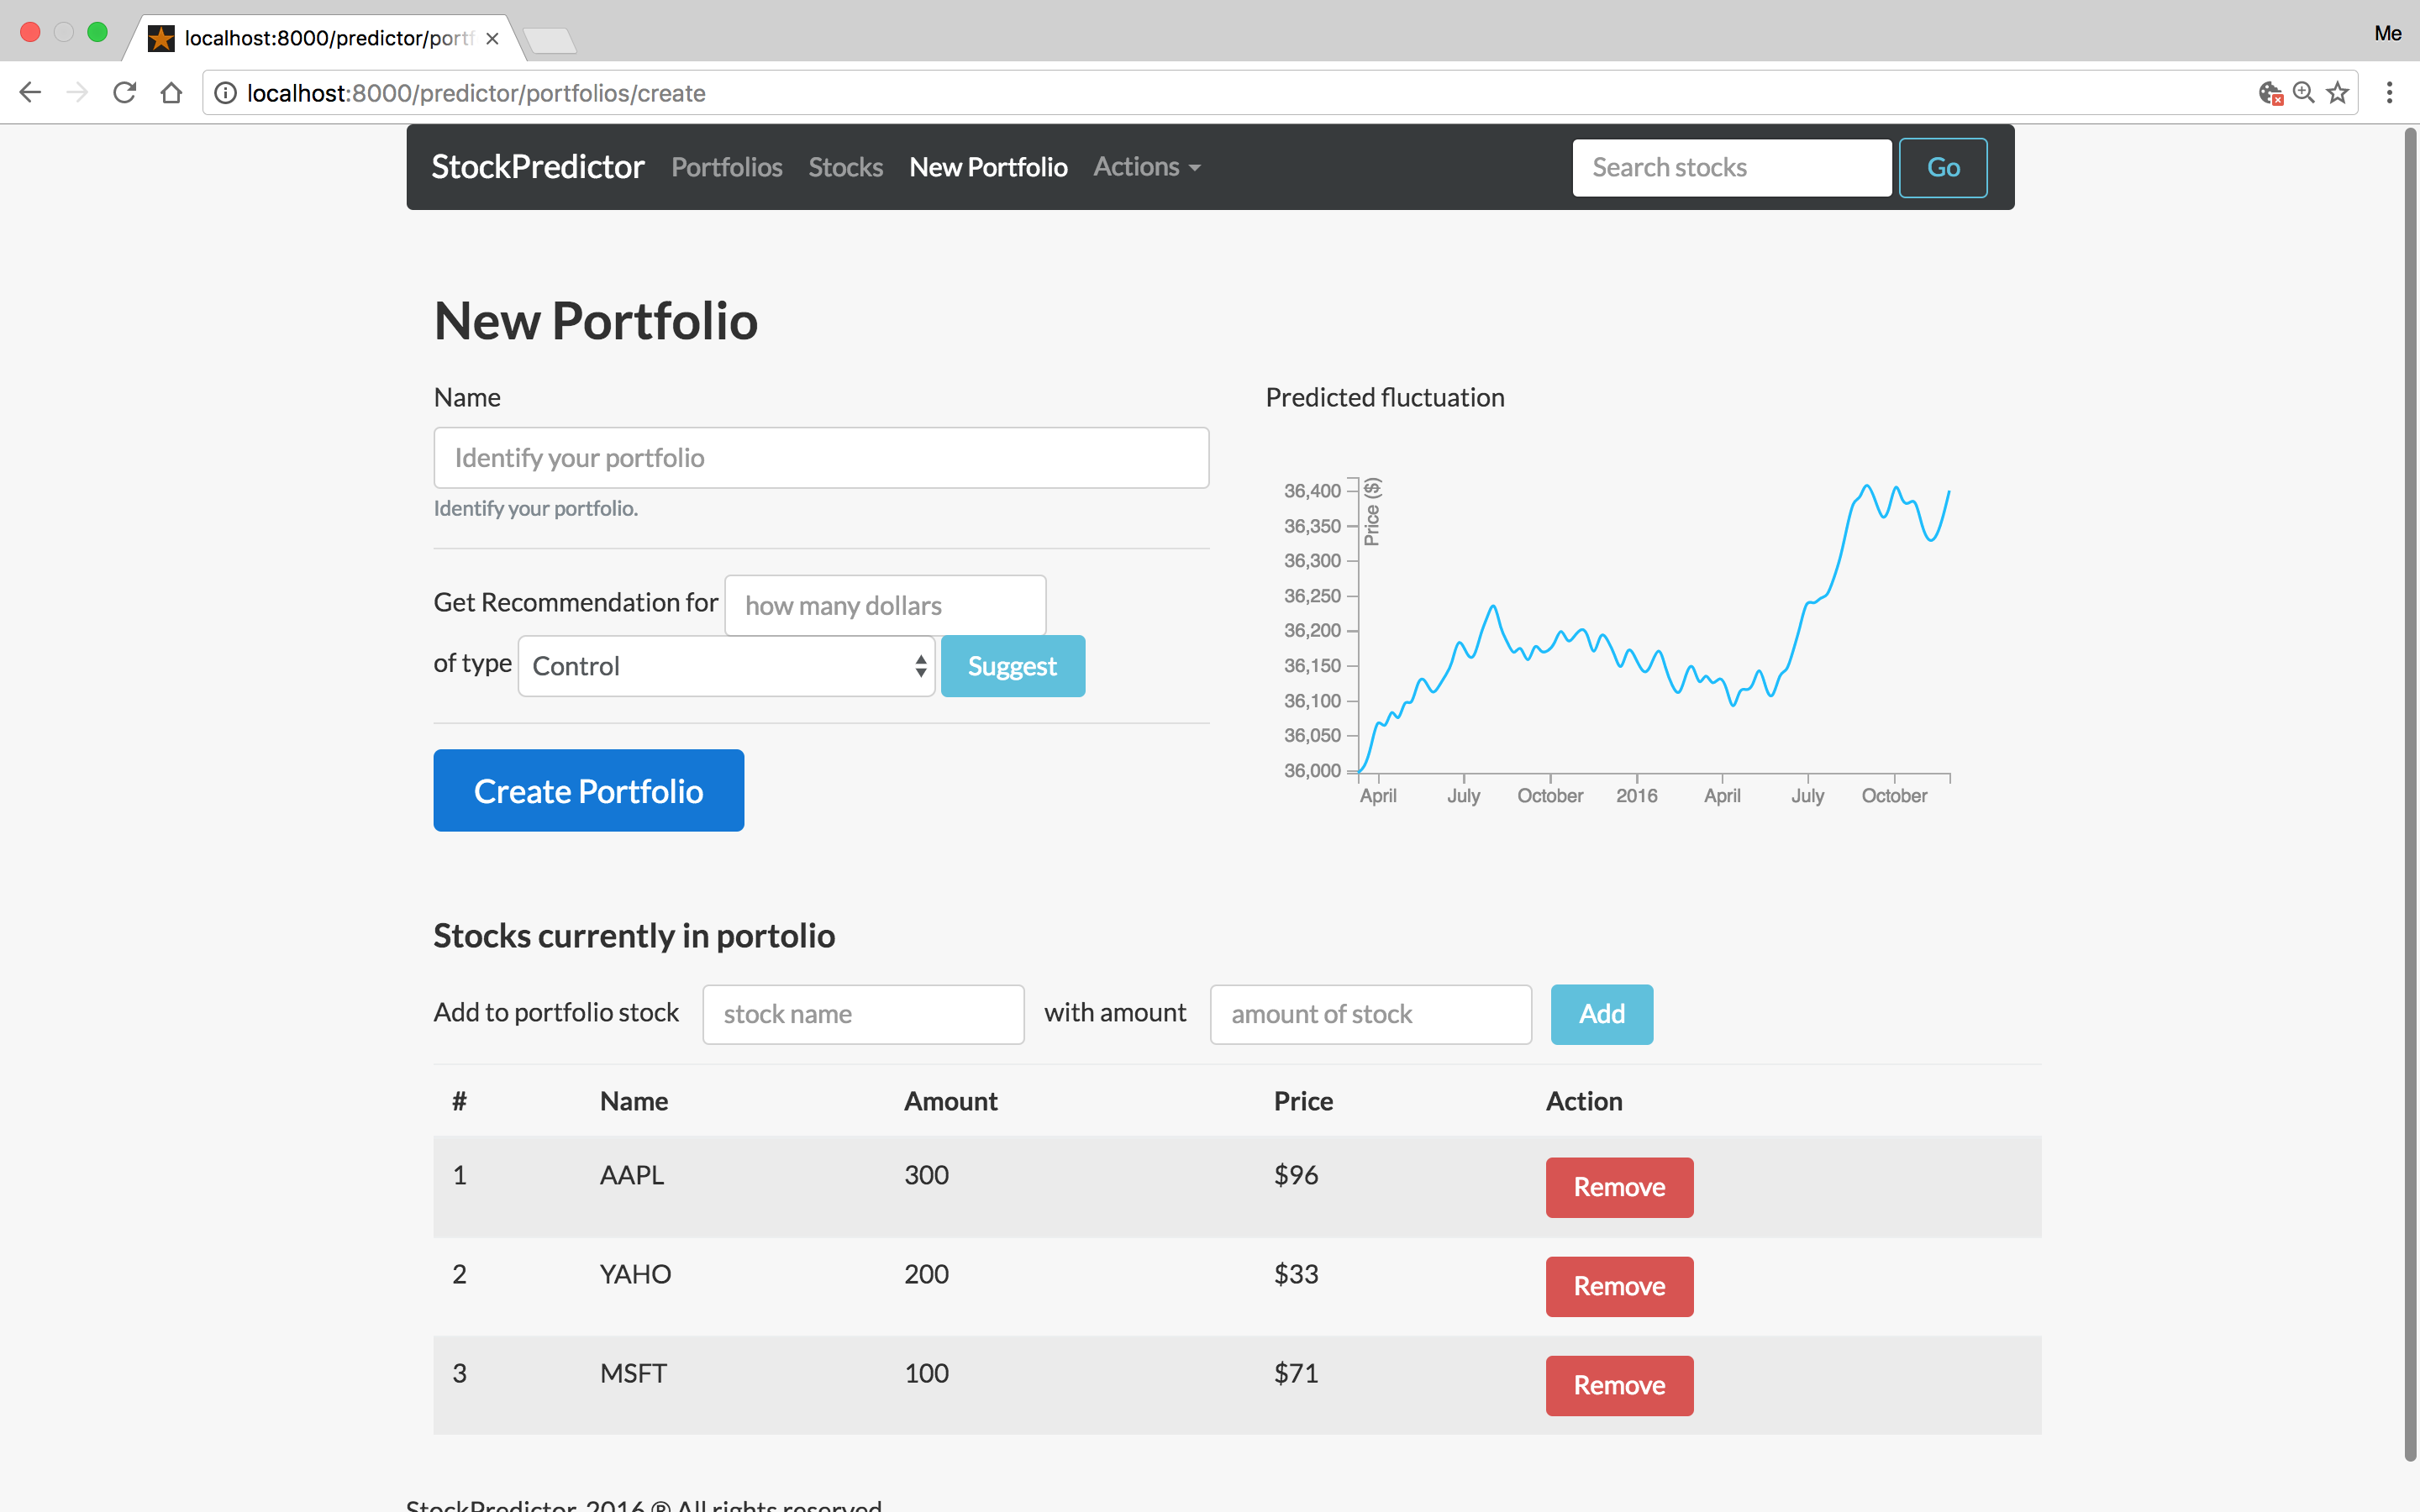 localhost:8000/predictor/portf
Me
localhost:8000/predictor/portfolios/create
StockPredictor Portfolios Stocks New Portfolio Actions Search stocks Go
New Portfolio
Name
Identify your portfolio
Identify your portfolio.
Get Recommendation for how many dollars
of type Control Suggest
Create Portfolio
Predicted fluctuation
Price ($)
36,400
36,350
36,300
36,250
36,200
36,150
36,100
36,050
36,000
April July October 2016 April July October
Stocks currently in portolio
Add to portfolio stock stock name with amount amount of stock Add
# Name Amount Price Action
1 AAPL 300 $96 Remove
2 YAHO 200 $33 Remove
3 MSFT 100 $71 Remove
StockPredictor, 2016 ® All rights reserved